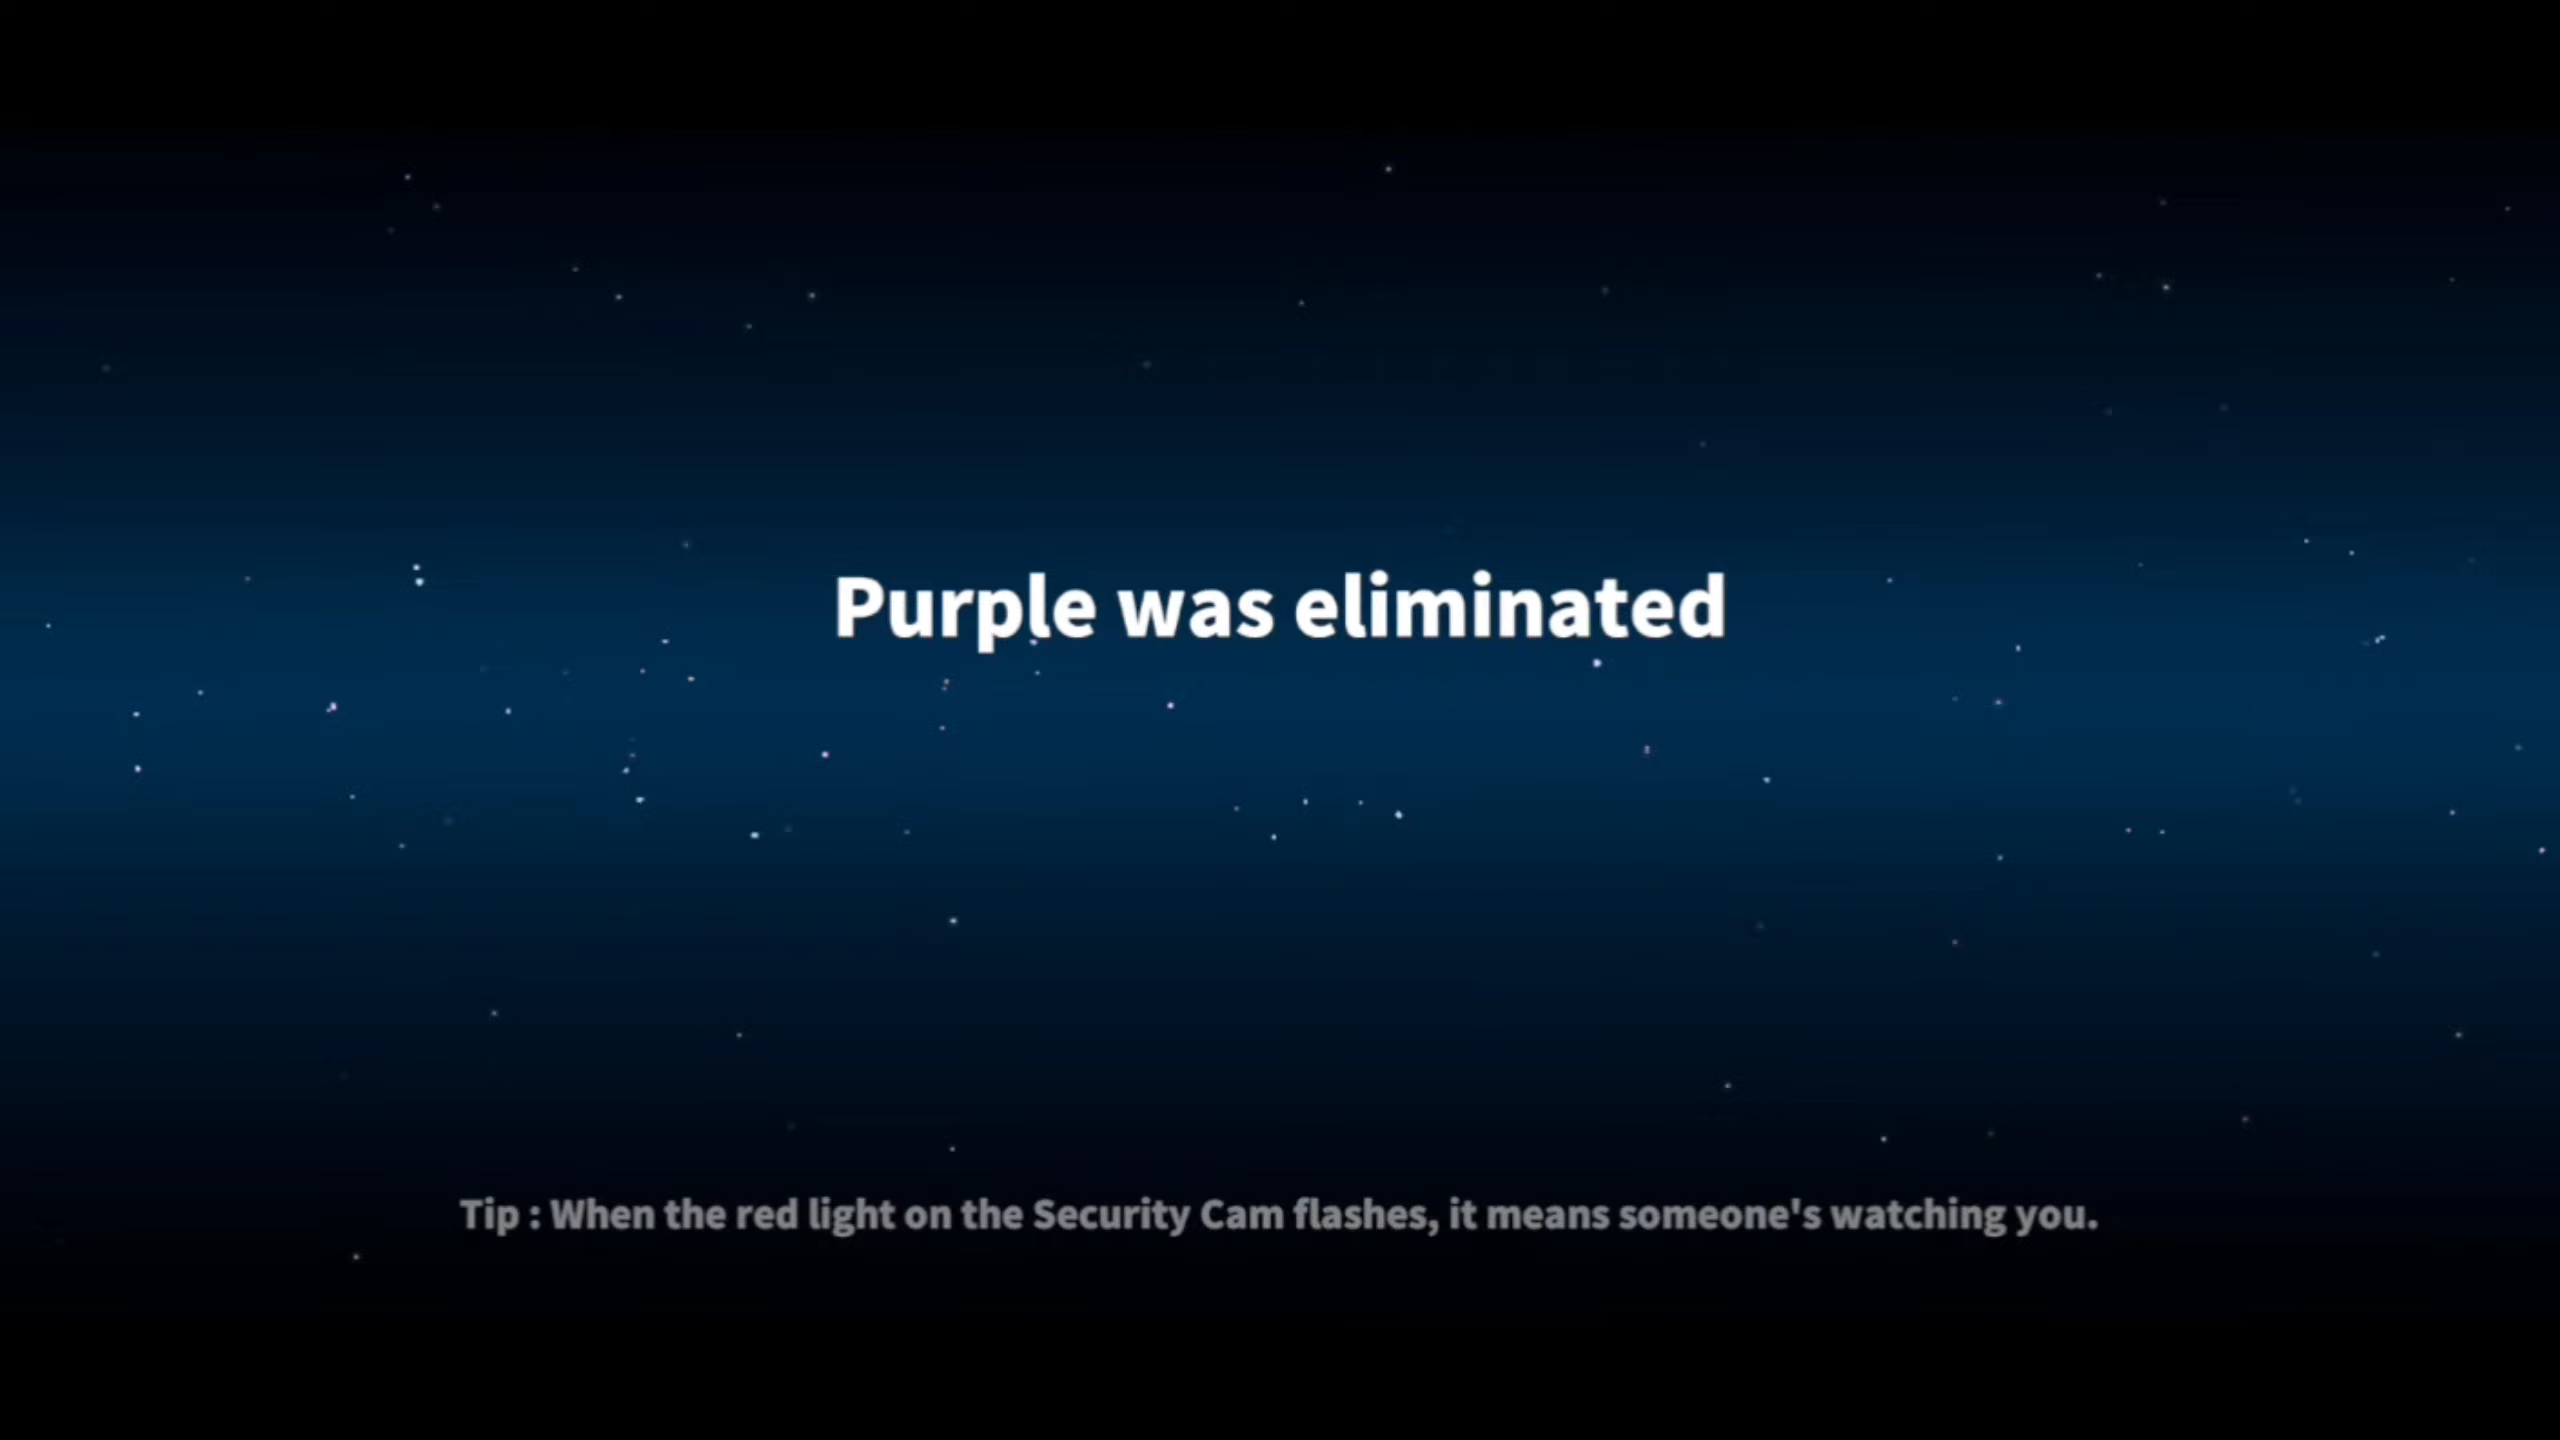 Purple was eliminated
Tip : When the red light on the Security Cam flashes, it means someone's watching you.